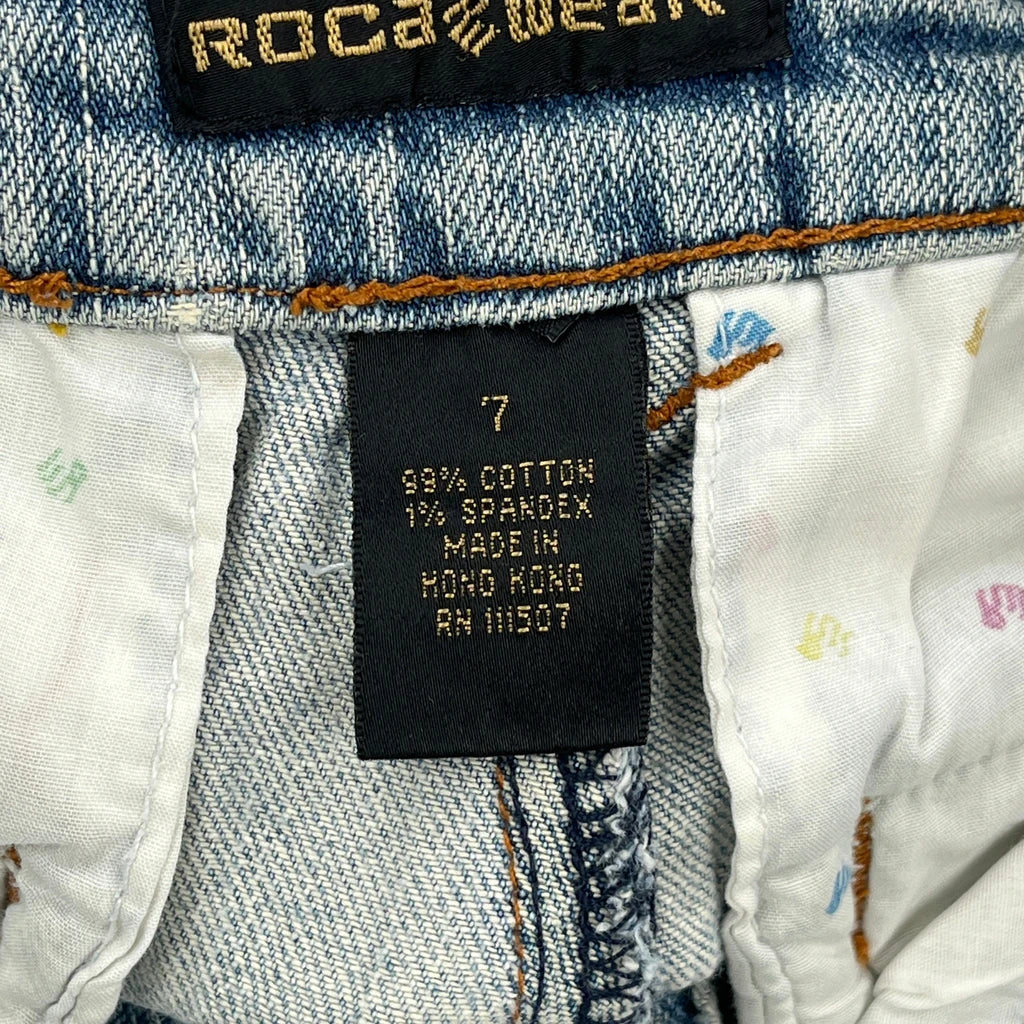 Rocawear
7
99% COTTON
1% SPANDEX
MADE IN
HONG KONG
RN 111507